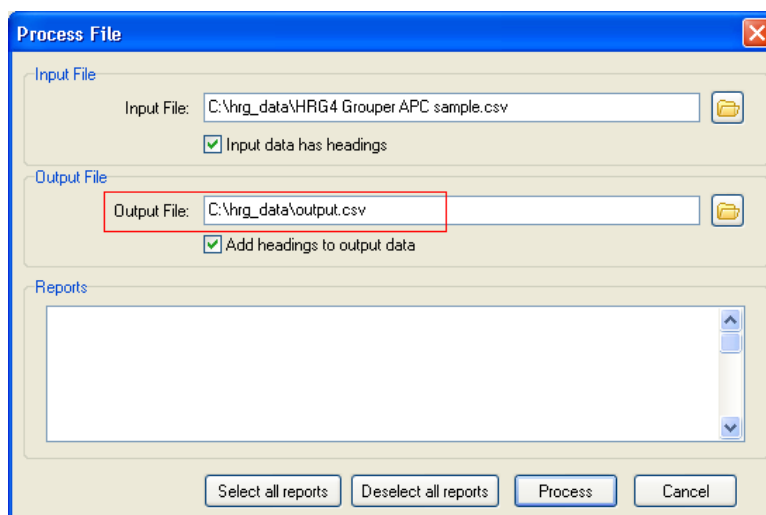 Process File
Input File
Input File: C:\hrg_data\HRG4 Grouper APC sample.csv
Input data has headings
Output File
Output File: C:\hrg_data\output.csv
Add headings to output data
Reports
Select all reports Deselect all reports Process Cancel